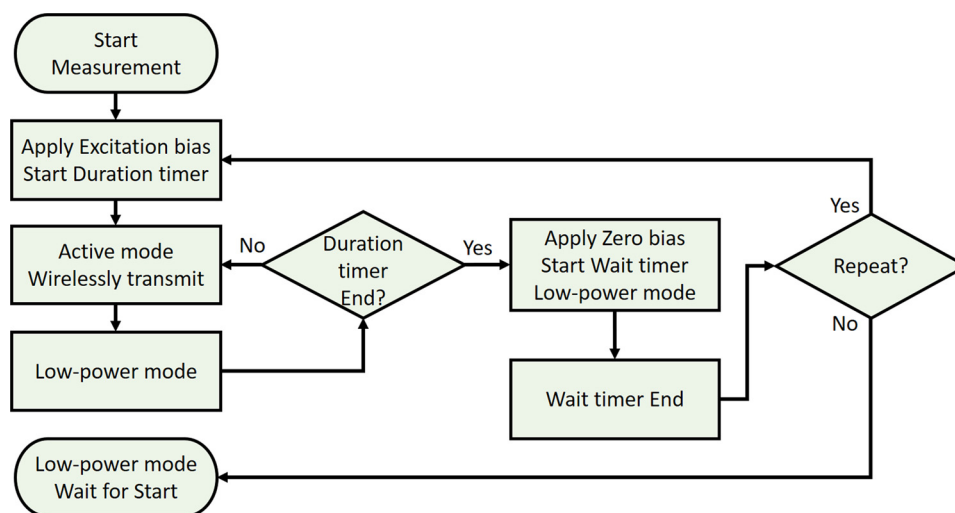 Start
Measurement
Apply Excitation bias
Start Duration timer
Active mode
Wirelessly transmit
Low-power mode
No
Duration
timer
End?
Yes
Apply Zero bias
Start Wait timer
Low-power mode
Wait timer End
Yes
Repeat?
No
Low-power mode
Wait for Start